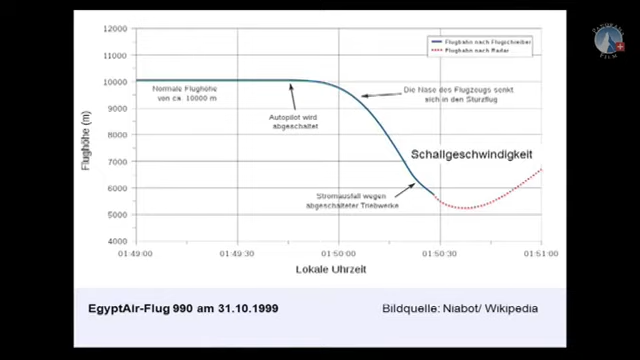 PANORAMA
FILM
12000
11000
10000
9000
8000
7000
6000
5000
4000
Flughöhe (m)
Flugbahn nach Flugschreiber
Flugbahn nach Radar
Normale Flughöhe
von ca. 10000 m
Autopilot wird
abgeschaltet
Die Nase des Flugzeugs senkt
sich in den Sturzflug
Schallgeschwindigkeit
Stromausfall wegen
abgeschalteter Triebwerke
01:49:00
01:49:30
01:50:00
01:50:30
01:51:00
Lokale Uhrzeit
EgyptAir-Flug 990 am 31.10.1999
Bildquelle: Niabot/ Wikipedia